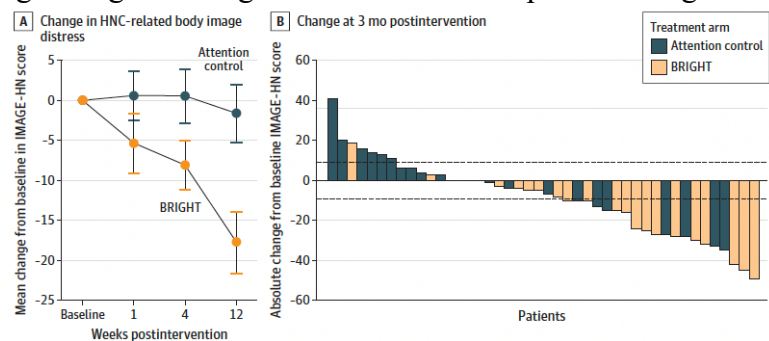 A Change in HNC-related body image
distress
Mean change from baseline in IMAGE-HN score
5
0
-5
-10
-15
-20
-25
Attention
control
BRIGHT
Baseline 1 4 12
Weeks postintervention
B Change at 3 mo postintervention
Absolute change from baseline IMAGE-HN score
60
40
20
0
-20
-40
-60
Treatment arm
Attention control
BRIGHT
Patients